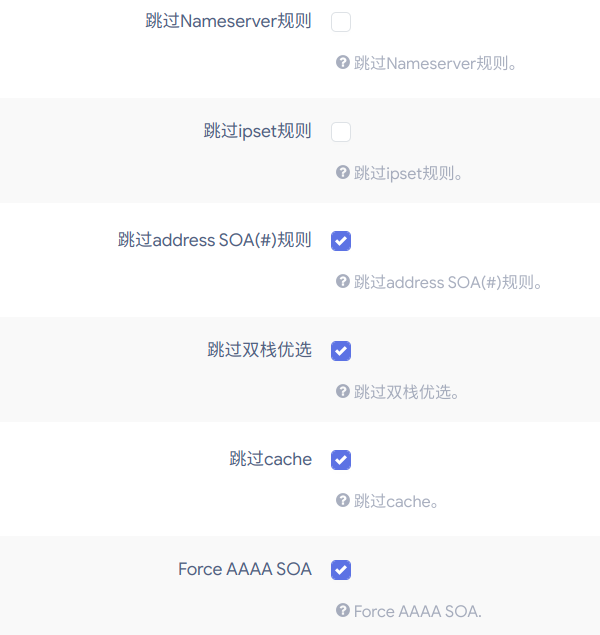 跳过Nameserver规则
跳过Nameserver规则。
跳过ipset规则
跳过ipset规则。
跳过address SOA(#)规则
跳过address SOA(#)规则。
跳过双栈优选
跳过双栈优选。
跳过cache
跳过cache。
Force AAAA SOA
Force AAAA SOA.